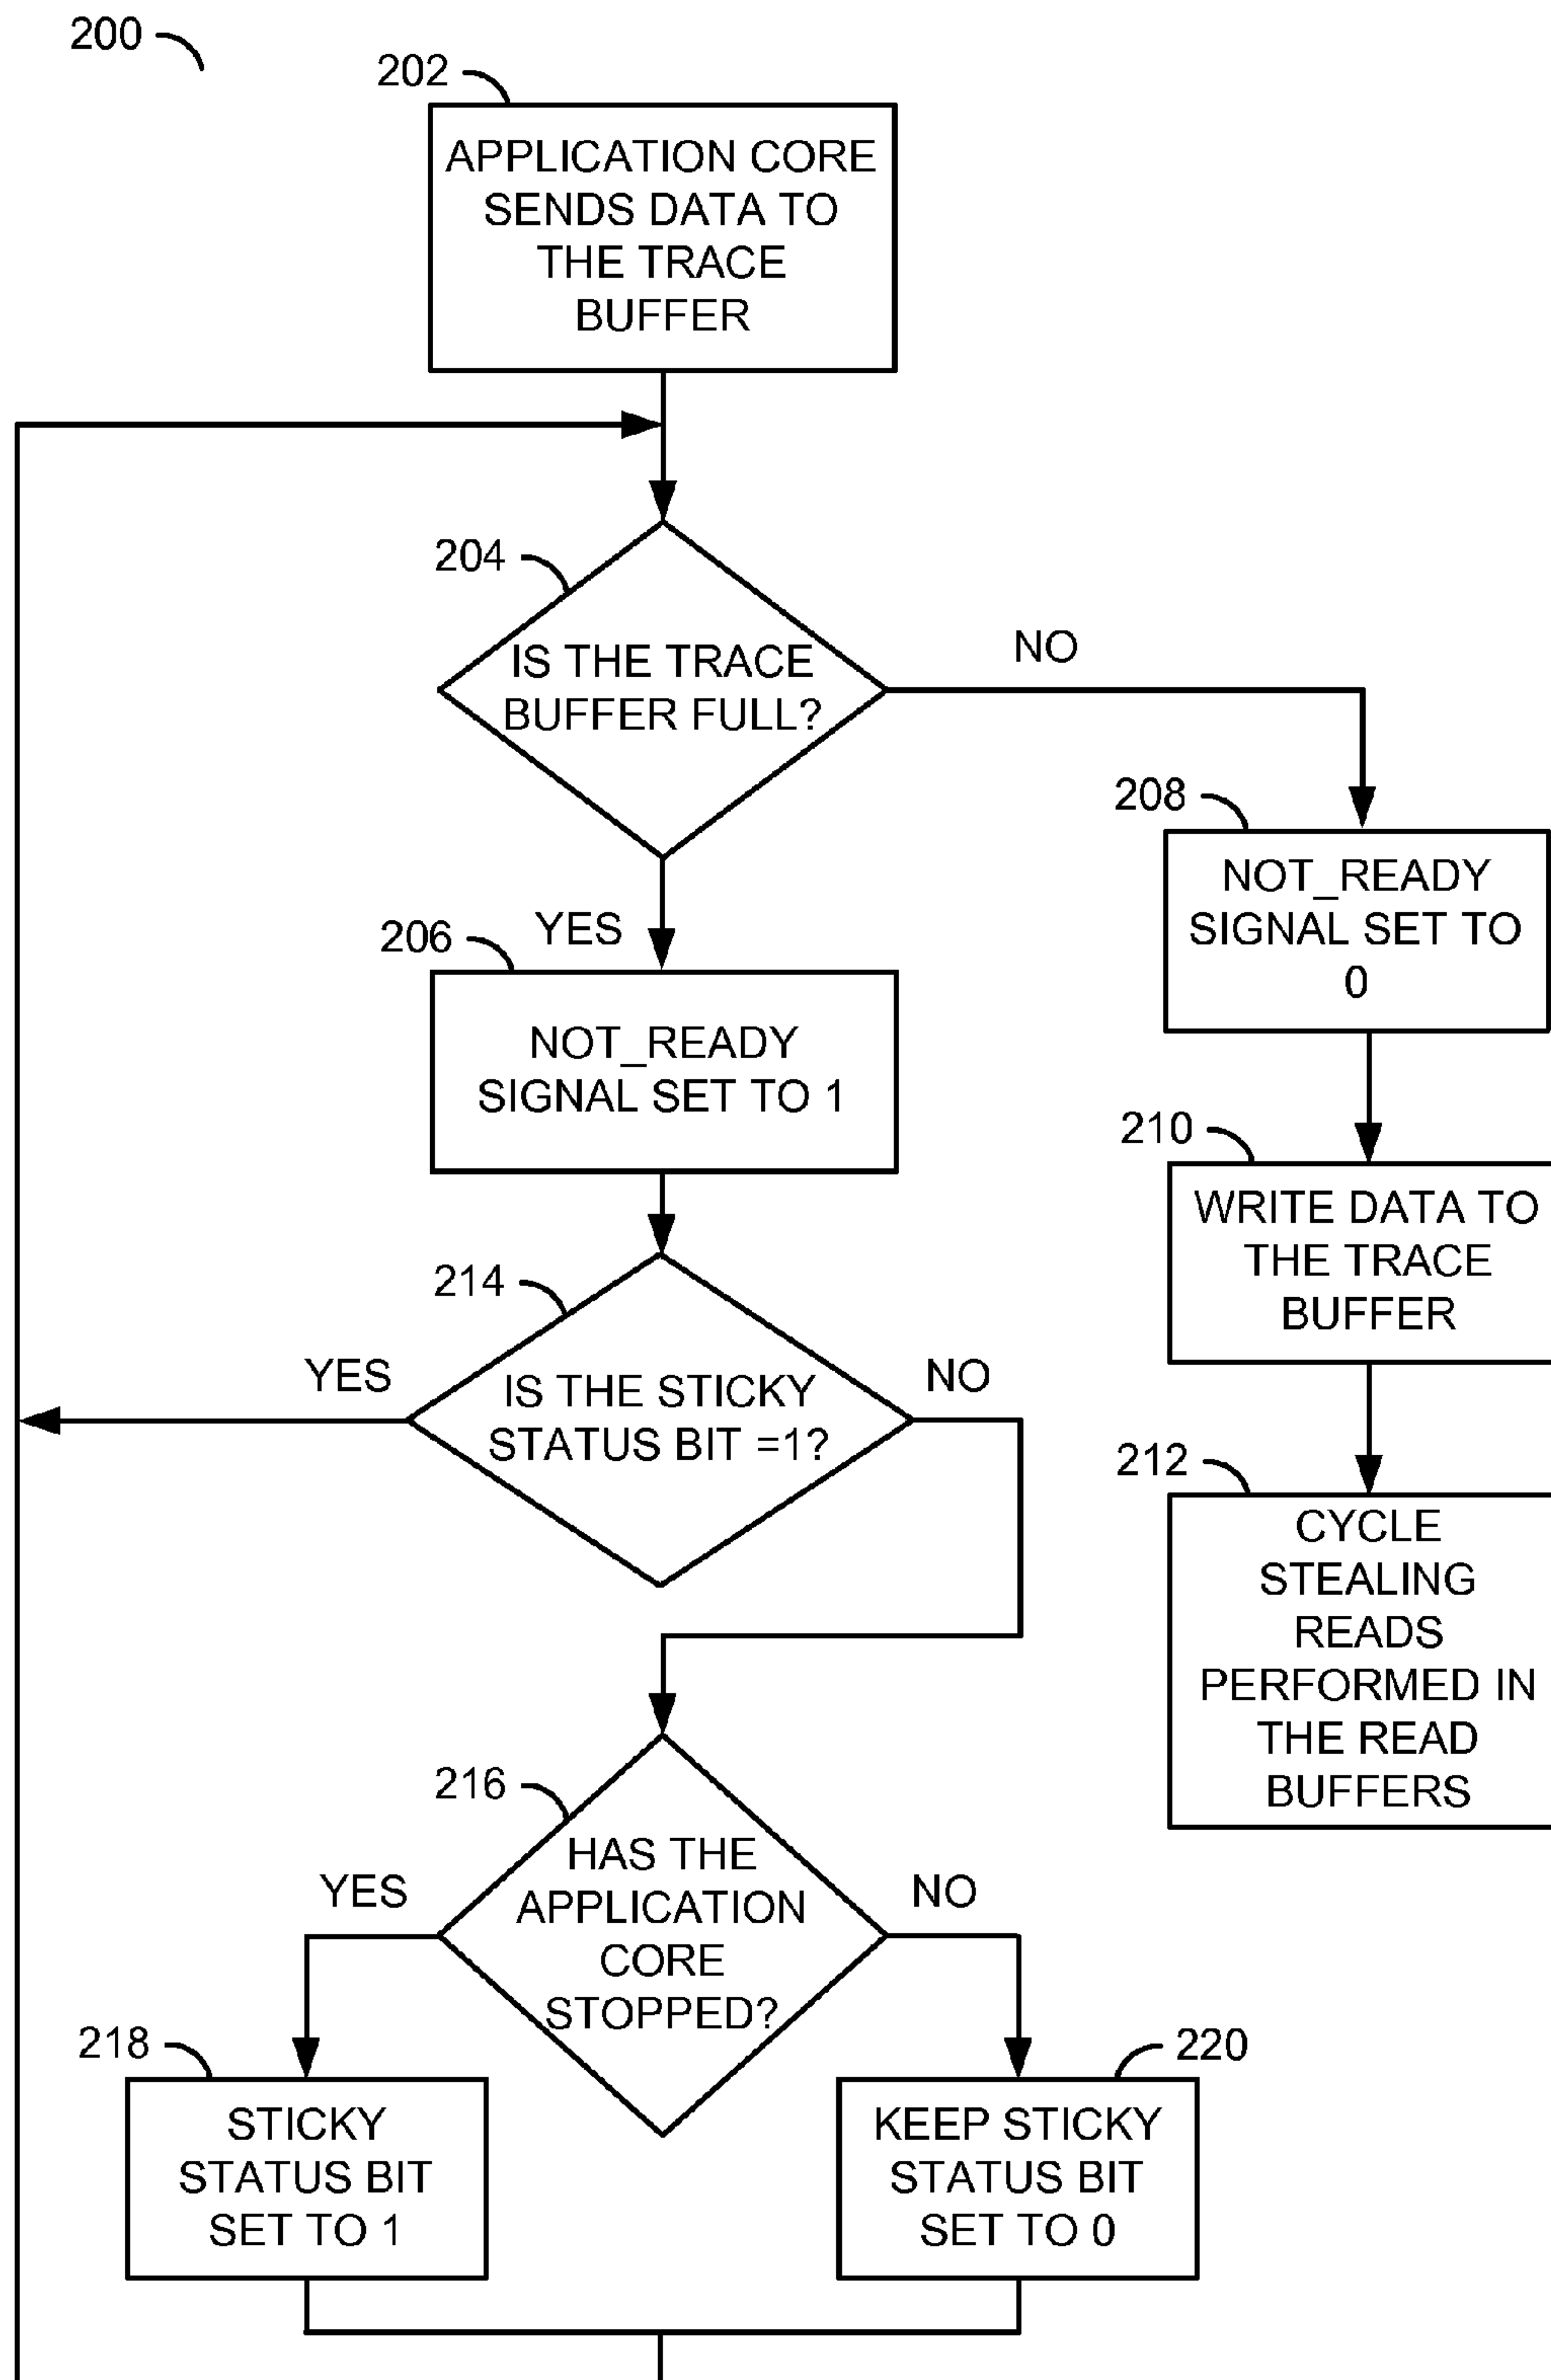 200
202
APPLICATION CORE
SENDS DATA TO
THE TRACE
BUFFER
204
IS THE TRACE
BUFFER FULL?
NO
YES
206
NOT_READY
SIGNAL SET TO 1
208
NOT_READY
SIGNAL SET TO
0
210
WRITE DATA TO
THE TRACE
BUFFER
212
CYCLE
STEALING
READS
PERFORMED IN
THE READ
BUFFERS
214
IS THE STICKY
STATUS BIT =1?
YES
NO
216
HAS THE
APPLICATION
CORE
STOPPED?
YES
NO
218
STICKY
STATUS BIT
SET TO 1
220
KEEP STICKY
STATUS BIT
SET TO 0